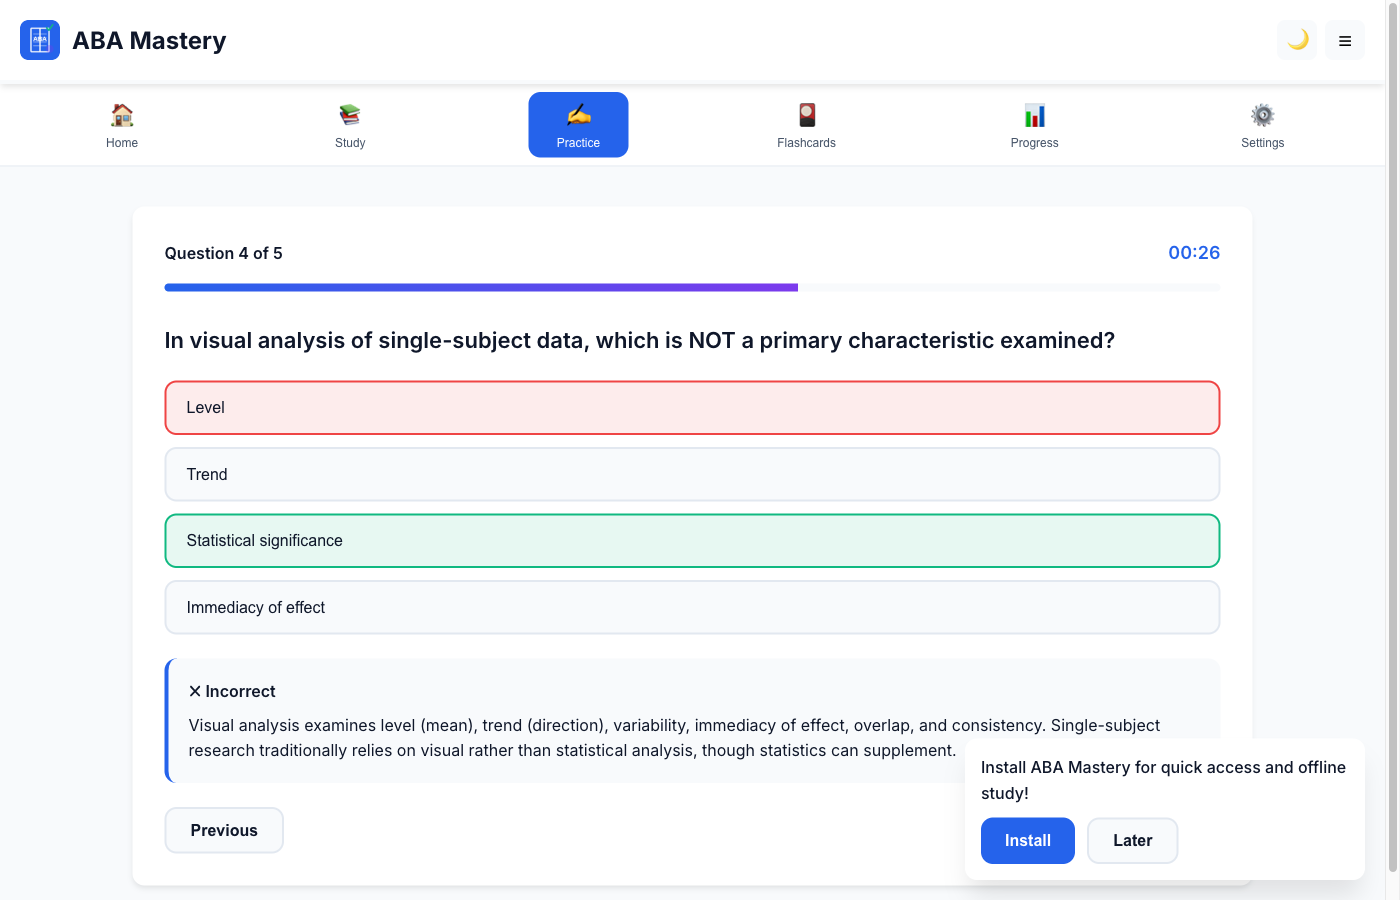 ABA
ABA Mastery
Home
Study
Practice
Flashcards
Progress
Settings
Question 4 of 5
00:26
In visual analysis of single-subject data, which is NOT a primary characteristic examined?
Level
Trend
Statistical significance
Immediacy of effect
✕ Incorrect
Visual analysis examines level (mean), trend (direction), variability, immediacy of effect, overlap, and consistency. Single-subject
research traditionally relies on visual rather than statistical analysis, though statistics can supplement.
Install ABA Mastery for quick access and offline
study!
Install
Later
Previous